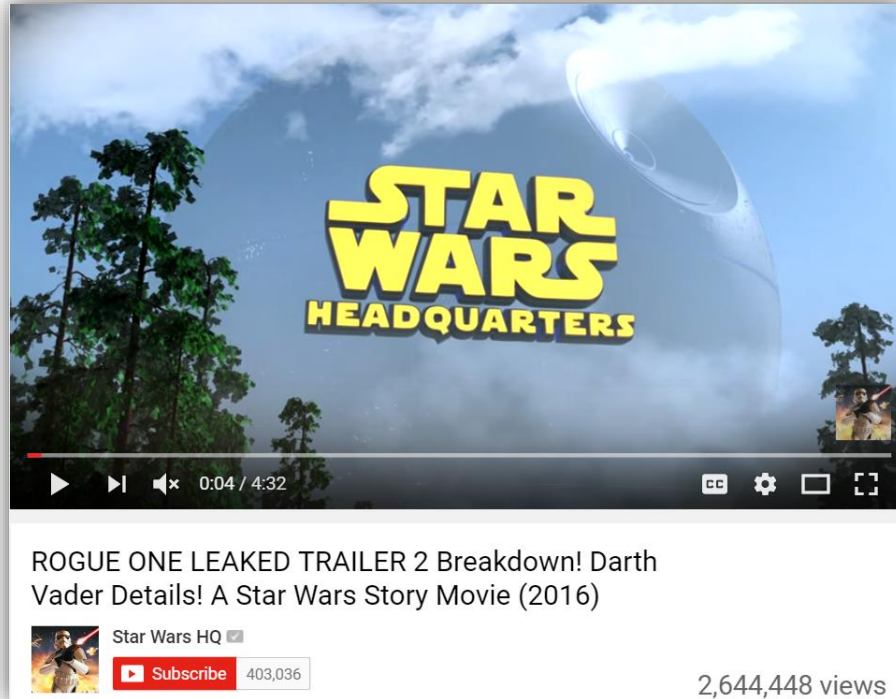 STAR
WARS
HEADQUARTERS
0:04 / 4:32
CC
ROGUE ONE LEAKED TRAILER 2 Breakdown! Darth
Vader Details! A Star Wars Story Movie (2016)
Star Wars HQ
Subscribe 403,036
2,644,448 views